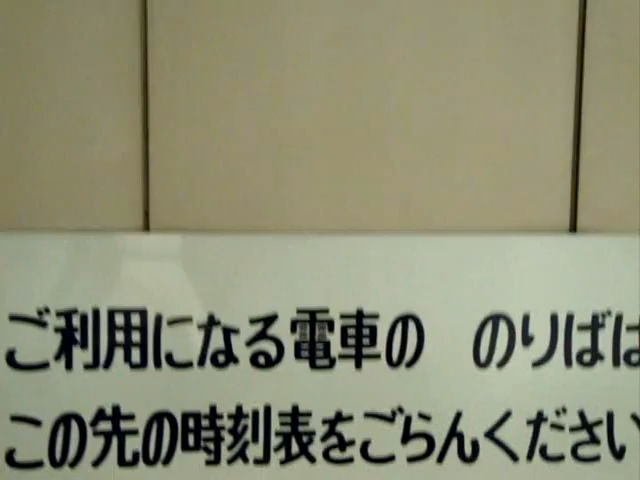 ご利用になる電車の　のりばは
この先の時刻表をごらんください